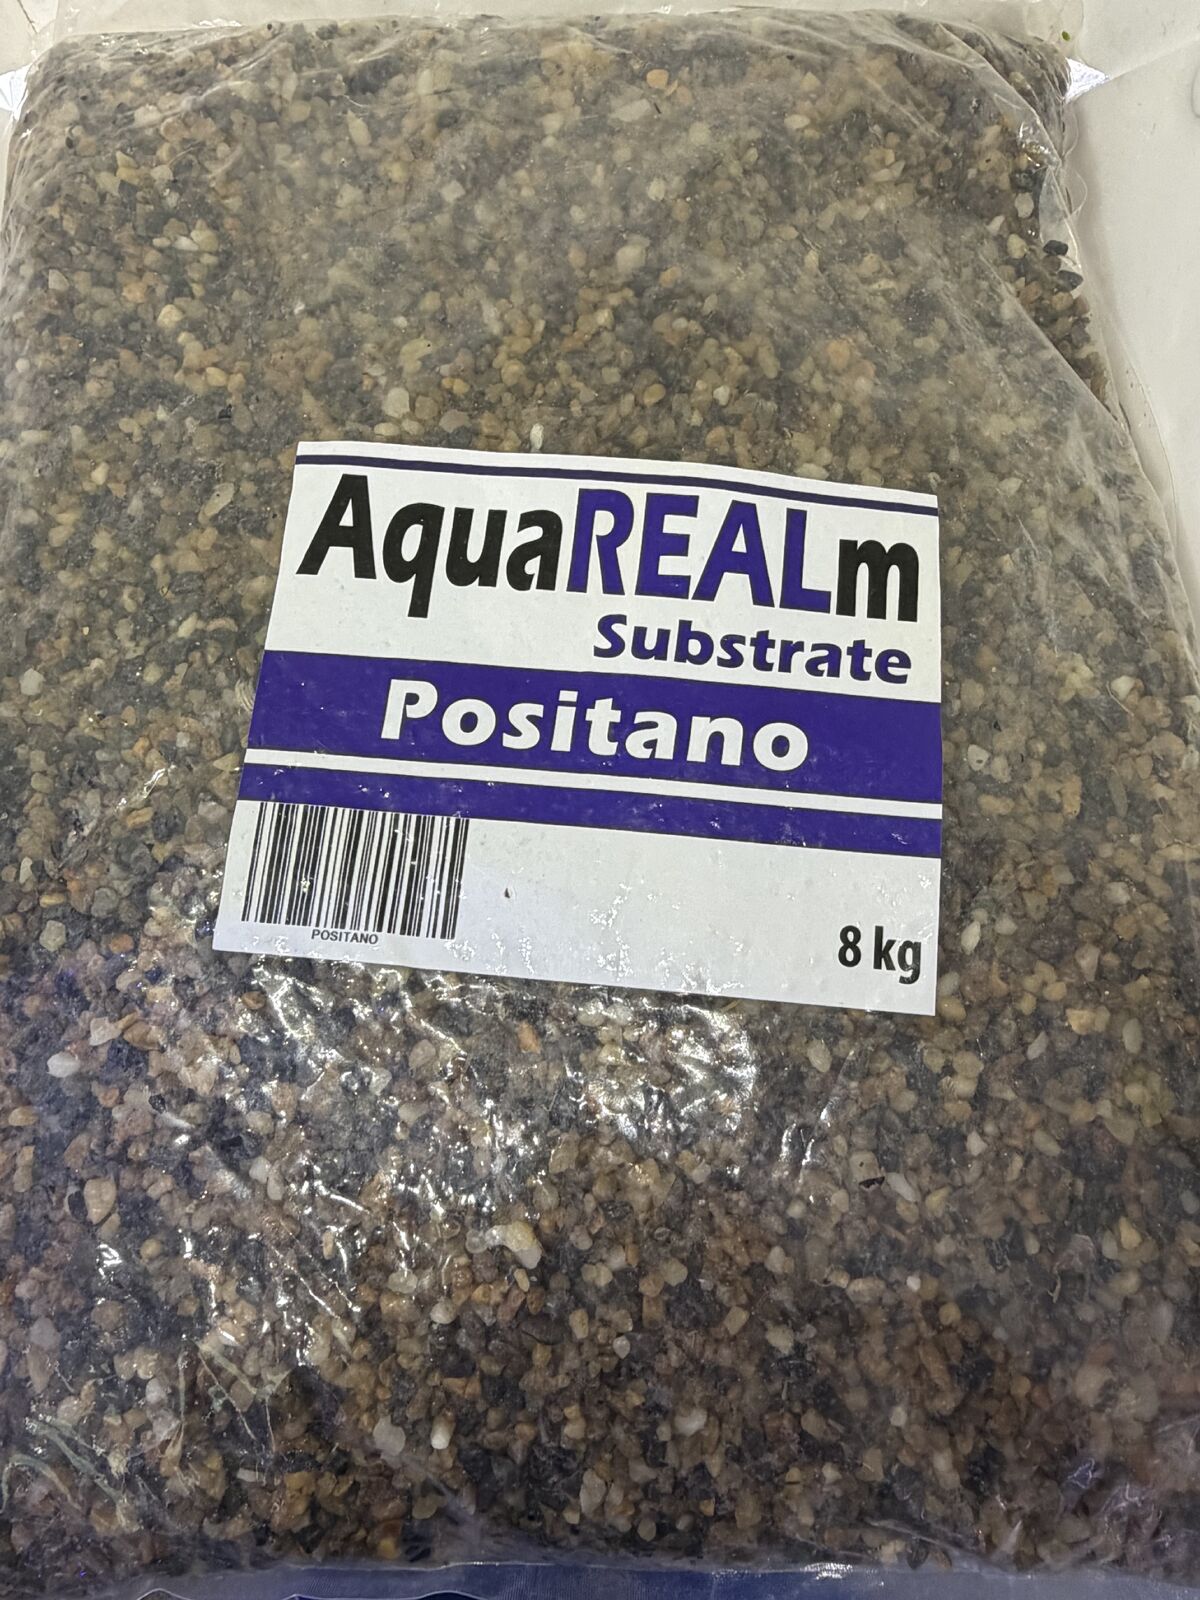 AquaREALm
Substrate
Positano
POSITANO
8 kg